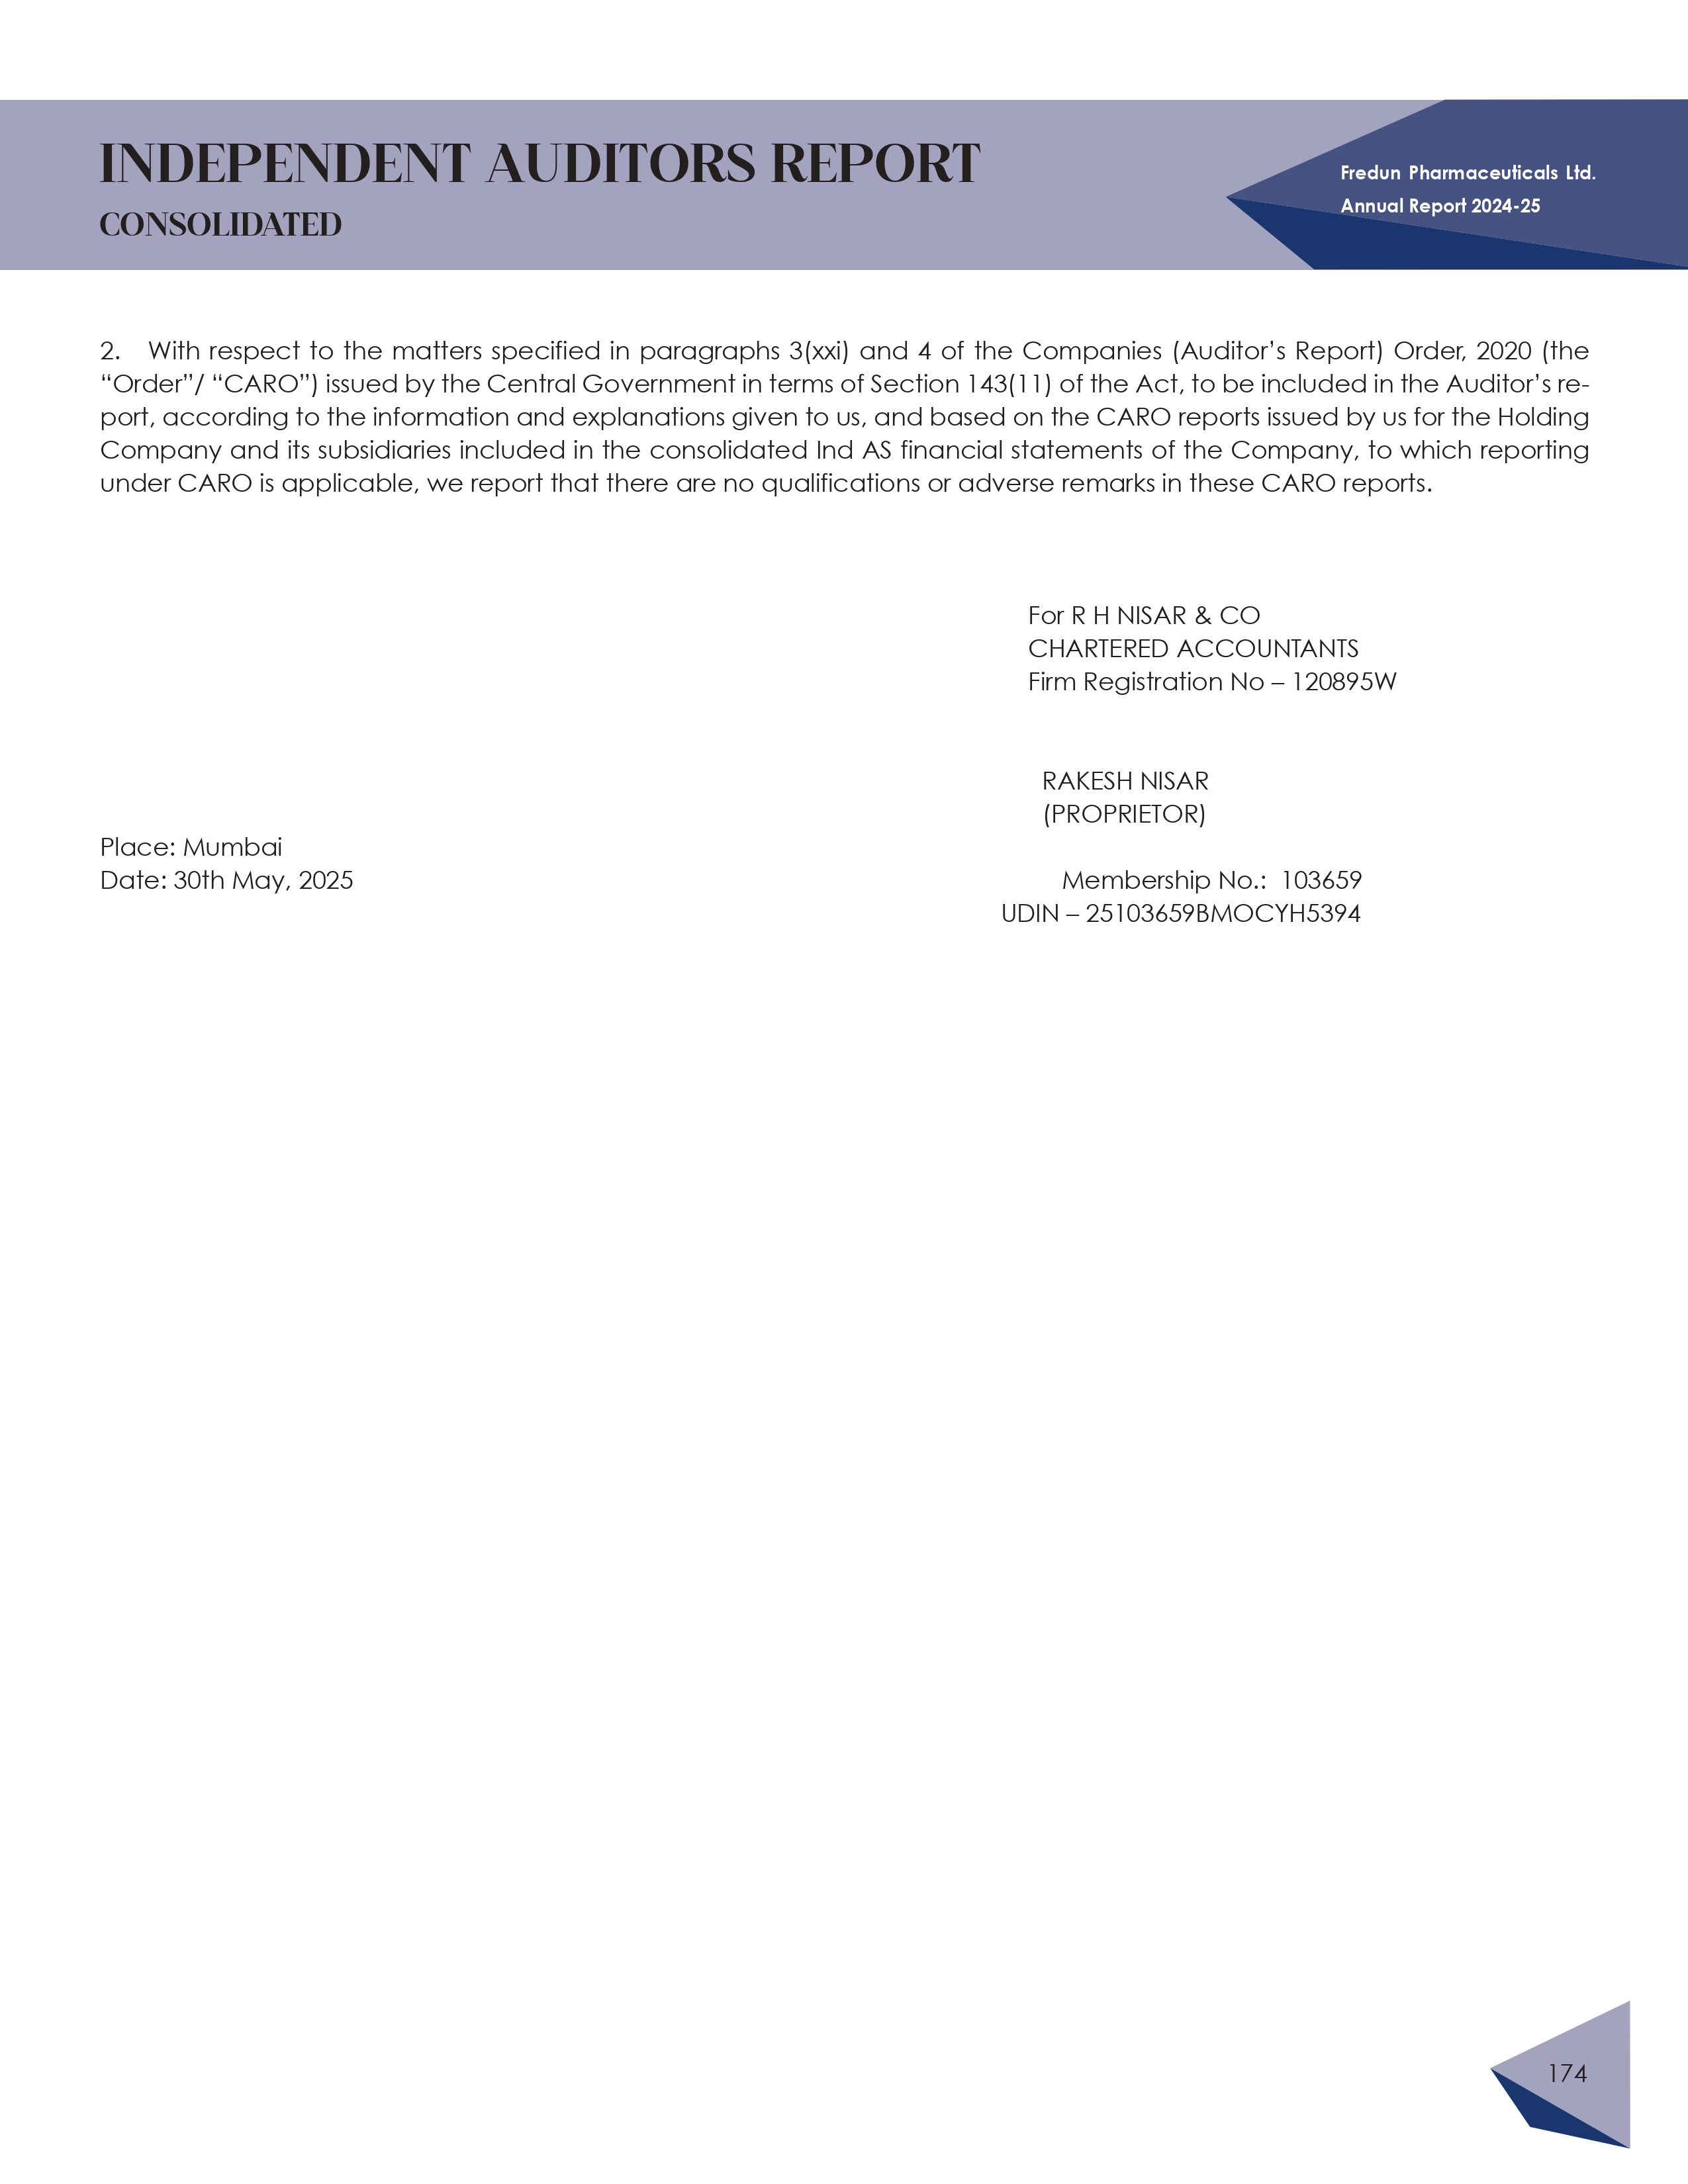 INDEPENDENT AUDITORS REPORT
CONSOLIDATED
Fredun Pharmaceuticals Ltd.
Annual Report 2024-25
2. With respect to the matters specified in paragraphs 3(xxi) and 4 of the Companies (Auditor’s Report) Order, 2020 (the
“Order”/ “CARO”) issued by the Central Government in terms of Section 143(11) of the Act, to be included in the Auditor’s re-
port, according to the information and explanations given to us, and based on the CARO reports issued by us for the Holding
Company and its subsidiaries included in the consolidated Ind AS financial statements of the Company, to which reporting
under CARO is applicable, we report that there are no qualifications or adverse remarks in these CARO reports.
For R H NISAR & CO
CHARTERED ACCOUNTANTS
Firm Registration No – 120895W
RAKESH NISAR
(PROPRIETOR)
Place: Mumbai
Date: 30th May, 2025
Membership No.: 103659
UDIN – 25103659BMOCYH5394
174